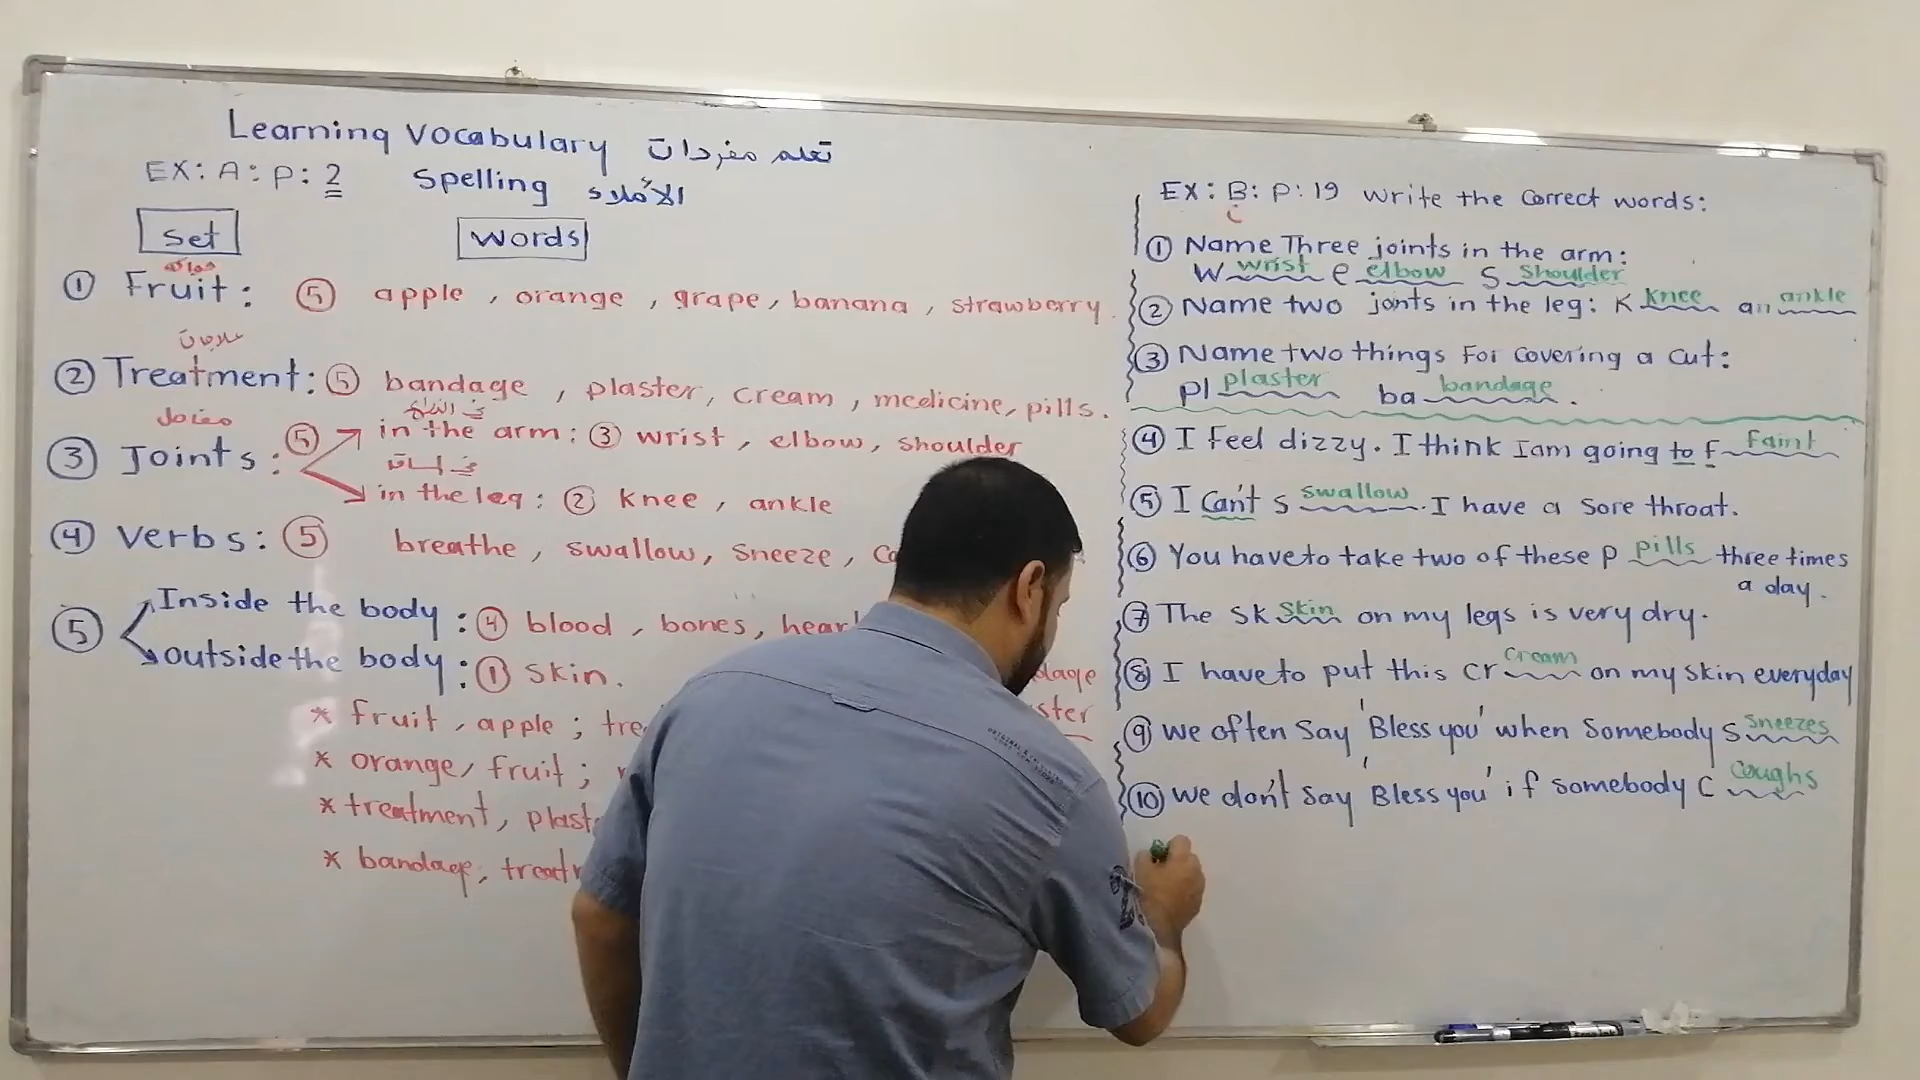 Learning Vocabulary تعلم مفردات
EX: A: P: 2 Spelling الأملاء
Set Words
فواكه
① Fruit: ⑤ apple, orange, grape, banana, strawberry.
علاجات
② Treatment: ⑤ bandage, plaster, cream, medicine, pills.
مفاصل
③ Joints: ⑤ in the arm: ③ wrist, elbow, shoulder
in the leg: ② knee, ankle
④ Verbs: ⑤ breathe, swallow, sneeze,
⑤ Inside the body: ④ blood, bones,
outside the body: ① skin.
* fruit, apple;
* orange, fruit;
* treatment,
* bandage,
EX: B: P: 19 write the correct words:
① Name Three joints in the arm:
W wrist e elbow S shoulder
② Name two joints in the leg: K knee an ankle
③ Name two things For covering a cut:
pl plaster ba bandage.
④ I feel dizzy. I think Iam going to f faint
⑤ I Can't s swallow. I have a sore throat.
⑥ You have to take two of these p pills three times
a day.
⑦ The sk skin on my legs is very dry.
⑧ I have to put this cr cream on my skin everyday
⑨ we often say 'Bless you' when somebody s sneezes
⑩ we don't say 'Bless you' if somebody C coughs